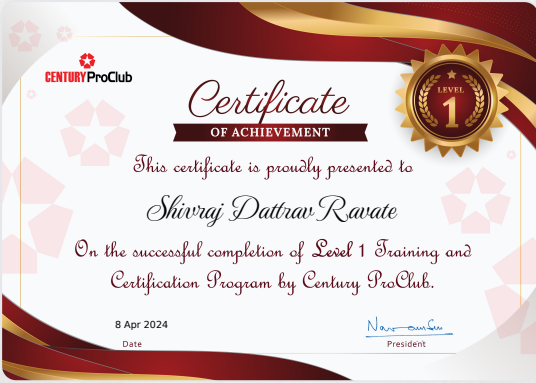 CENTURY ProClub
LEVEL
1
Certificate
OF ACHIEVEMENT
This certificate is proudly presented to
Shivraj Dattrav Ravate
On the successful completion of Level 1 Training and
Certification Program by Century ProClub.
8 Apr 2024
Date
President